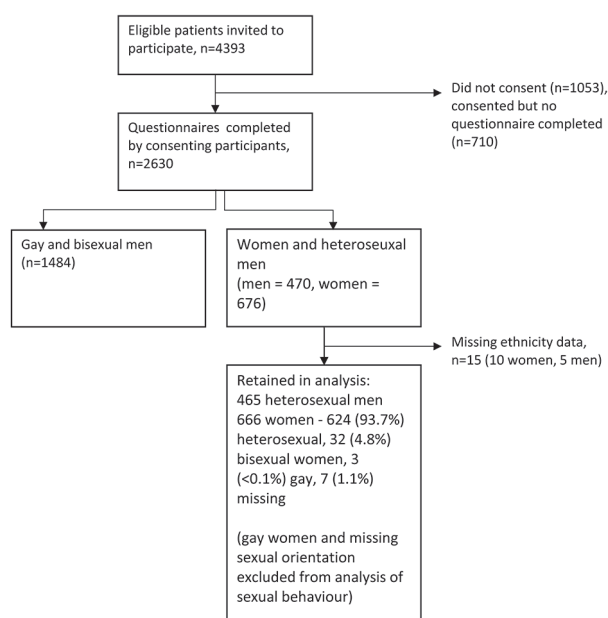 Eligible patients invited to
participate, n=4393
Did not consent (n=1053),
consented but no
questionnaire completed
(n=710)
Questionnaires completed
by consenting participants,
n=2630
Gay and bisexual men
(n=1484)
Women and heteroseuxal
men
(men = 470, women =
676)
Missing ethnicity data,
n=15 (10 women, 5 men)
Retained in analysis:
465 heterosexual men
666 women - 624 (93.7%)
heterosexual, 32 (4.8%)
bisexual women, 3
(<0.1%) gay, 7 (1.1%)
missing
(gay women and missing
sexual orientation
excluded from analysis of
sexual behaviour)